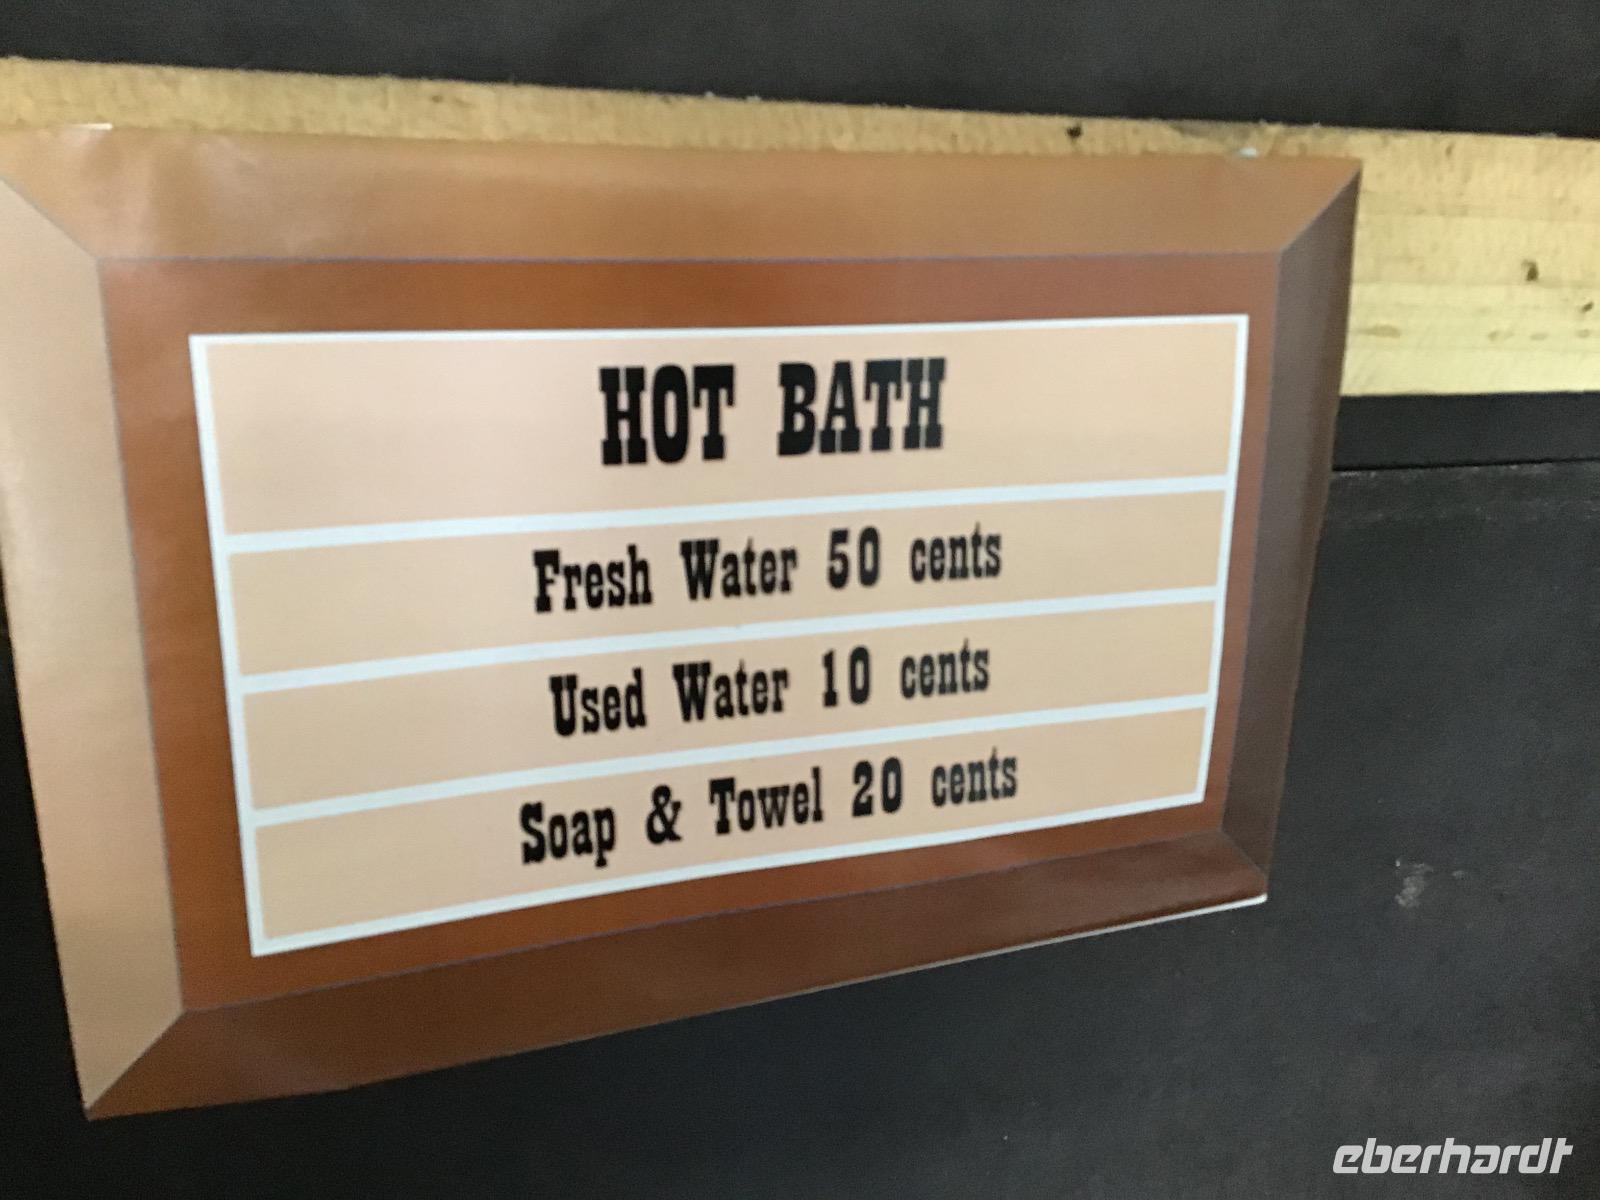 HOT BATH
Fresh Water 50 cents
Used Water 10 cents
Soap & Towel 20 cents
eberhardt